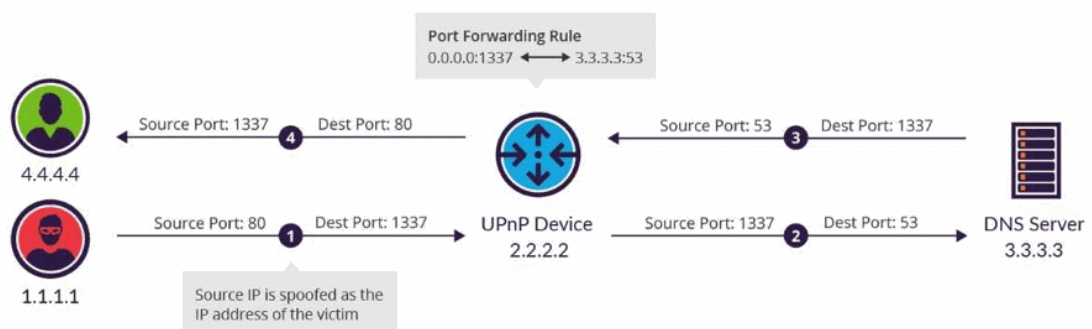 Port Forwarding Rule
0.0.0.0:1337 3.3.3.3:53
Source Port: 1337 4 Dest Port: 80
Source Port: 53 3 Dest Port: 1337
4.4.4.4
Source Port: 80 1 Dest Port: 1337
UPnP Device
2.2.2.2
Source Port: 1337 2 Dest Port: 53
DNS Server
3.3.3.3
1.1.1.1
Source IP is spoofed as the
IP address of the victim